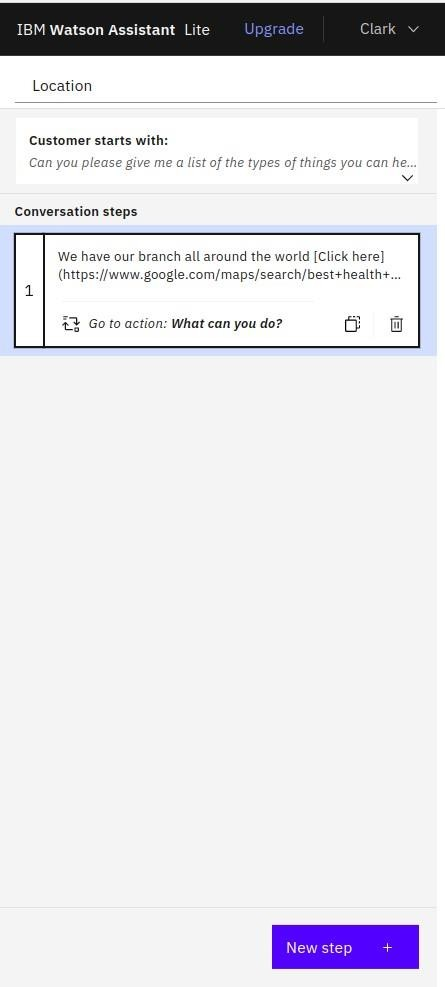 IBM Watson Assistant Lite Upgrade Clark
Location
Customer starts with:
Can you please give me a list of the types of things you can he...
Conversation steps
1
We have our branch all around the world [Click here]
(https://www.google.com/maps/search/best+health+...
Go to action: What can you do?
New step +